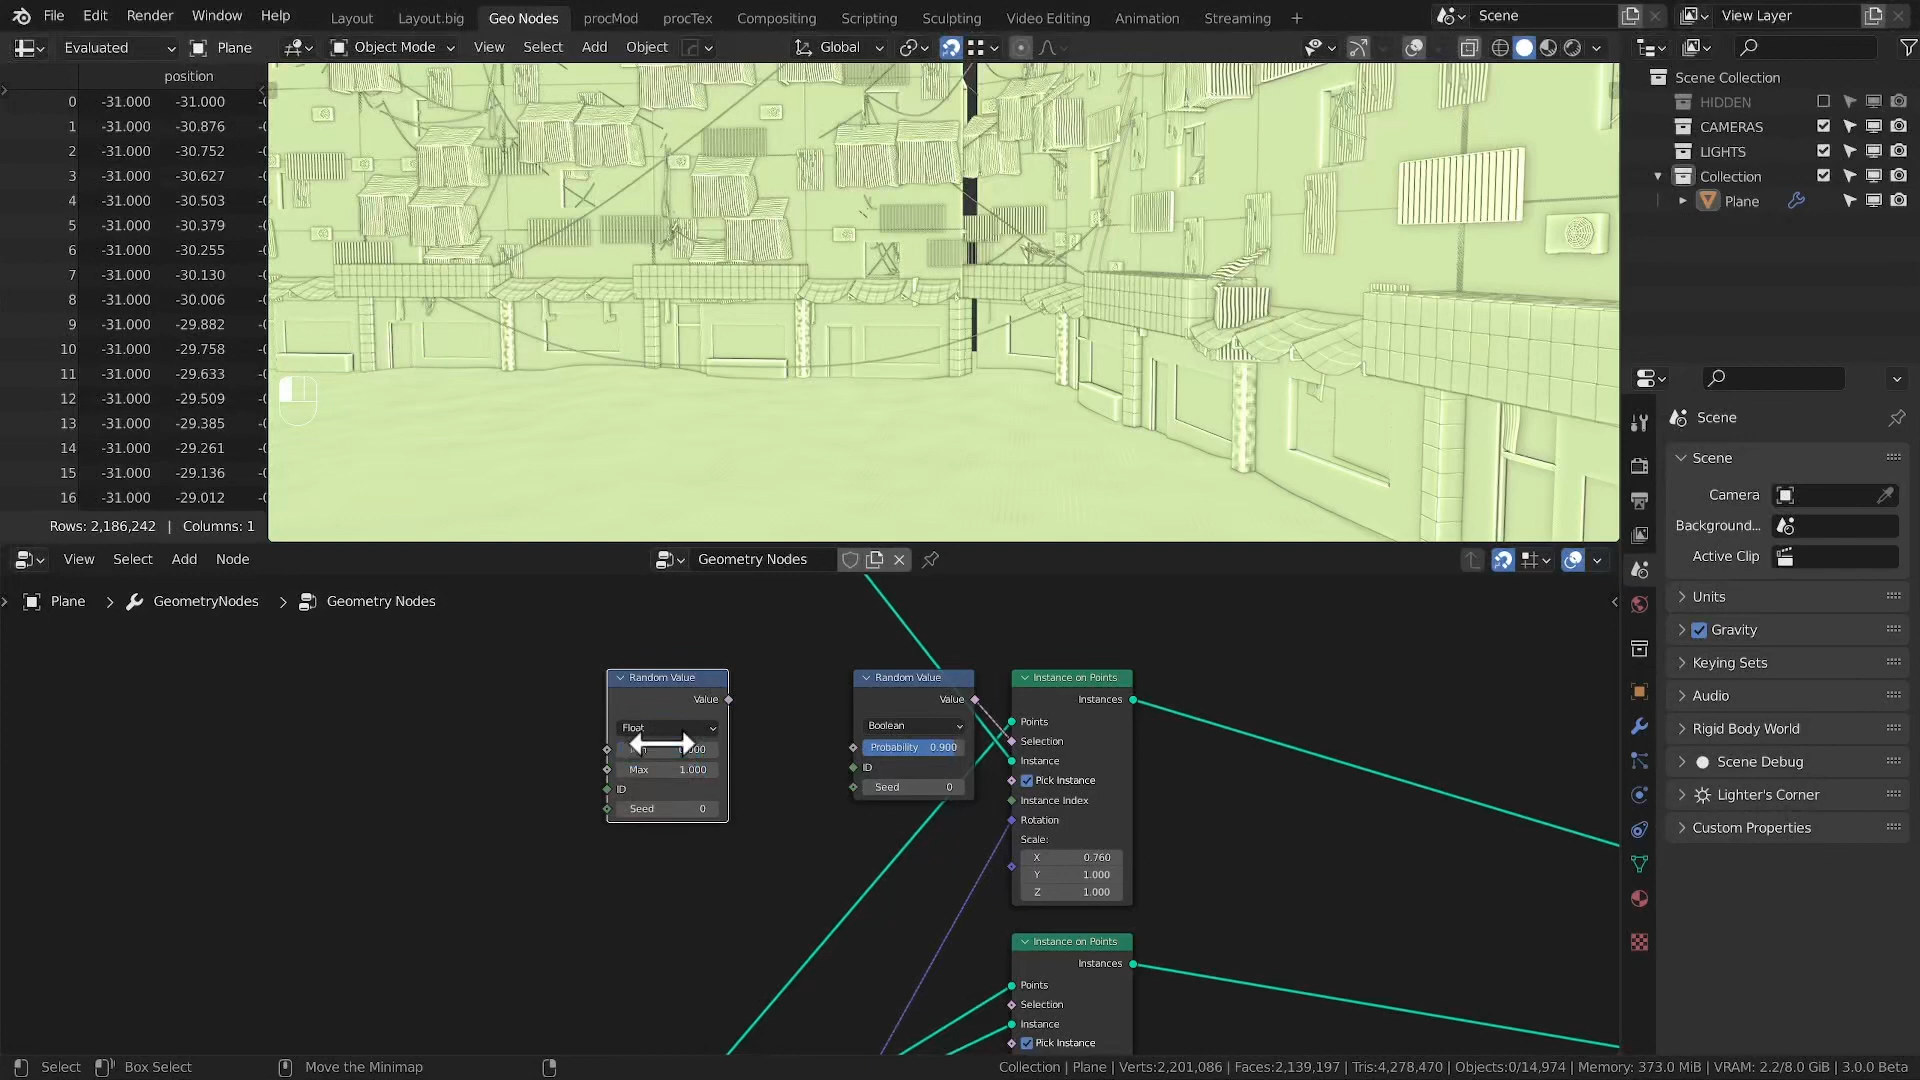 File Edit Render Window Help Layout Layout.big Geo Nodes procMod procTex Compositing Scripting Sculpting Video Editing Animation Streaming + Scene View Layer
Evaluated Plane Object Mode View Select Add Object Global
position
0 -31.000 -31.000
1 -31.000 -30.876
2 -31.000 -30.752
3 -31.000 -30.627
4 -31.000 -30.503
5 -31.000 -30.379
6 -31.000 -30.255
7 -31.000 -30.130
8 -31.000 -30.006
9 -31.000 -29.882
10 -31.000 -29.758
11 -31.000 -29.633
12 -31.000 -29.509
13 -31.000 -29.385
14 -31.000 -29.261
15 -31.000 -29.136
16 -31.000 -29.012
Rows: 2,186,242 | Columns: 1
Scene Collection
HIDDEN
CAMERAS
LIGHTS
Collection
Plane
Scene
Scene
Camera
Background...
Active Clip
Units
Gravity
Keying Sets
Audio
Rigid Body World
Scene Debug
Lighter's Corner
Custom Properties
View Select Add Node Geometry Nodes
Plane > GeometryNodes > Geometry Nodes
Random Value
Value
Float
Max 1.000
ID
Seed 0
Random Value
Value
Boolean
Probability 0.900
ID
Seed 0
Instance on Points
Instances
Points
Selection
Instance
Pick Instance
Instance Index
Rotation
Scale:
X 0.760
Y 1.000
Z 1.000
Instance on Points
Instances
Points
Selection
Instance
Pick Instance
Select Box Select Move the Minimap Collection | Plane | Verts:2,201,086 | Faces:2,139,197 | Tris:4,278,470 | Objects:0/14,974 | Memory: 373.0 MiB | VRAM: 2.2/8.0 GiB | 3.0.0 Beta